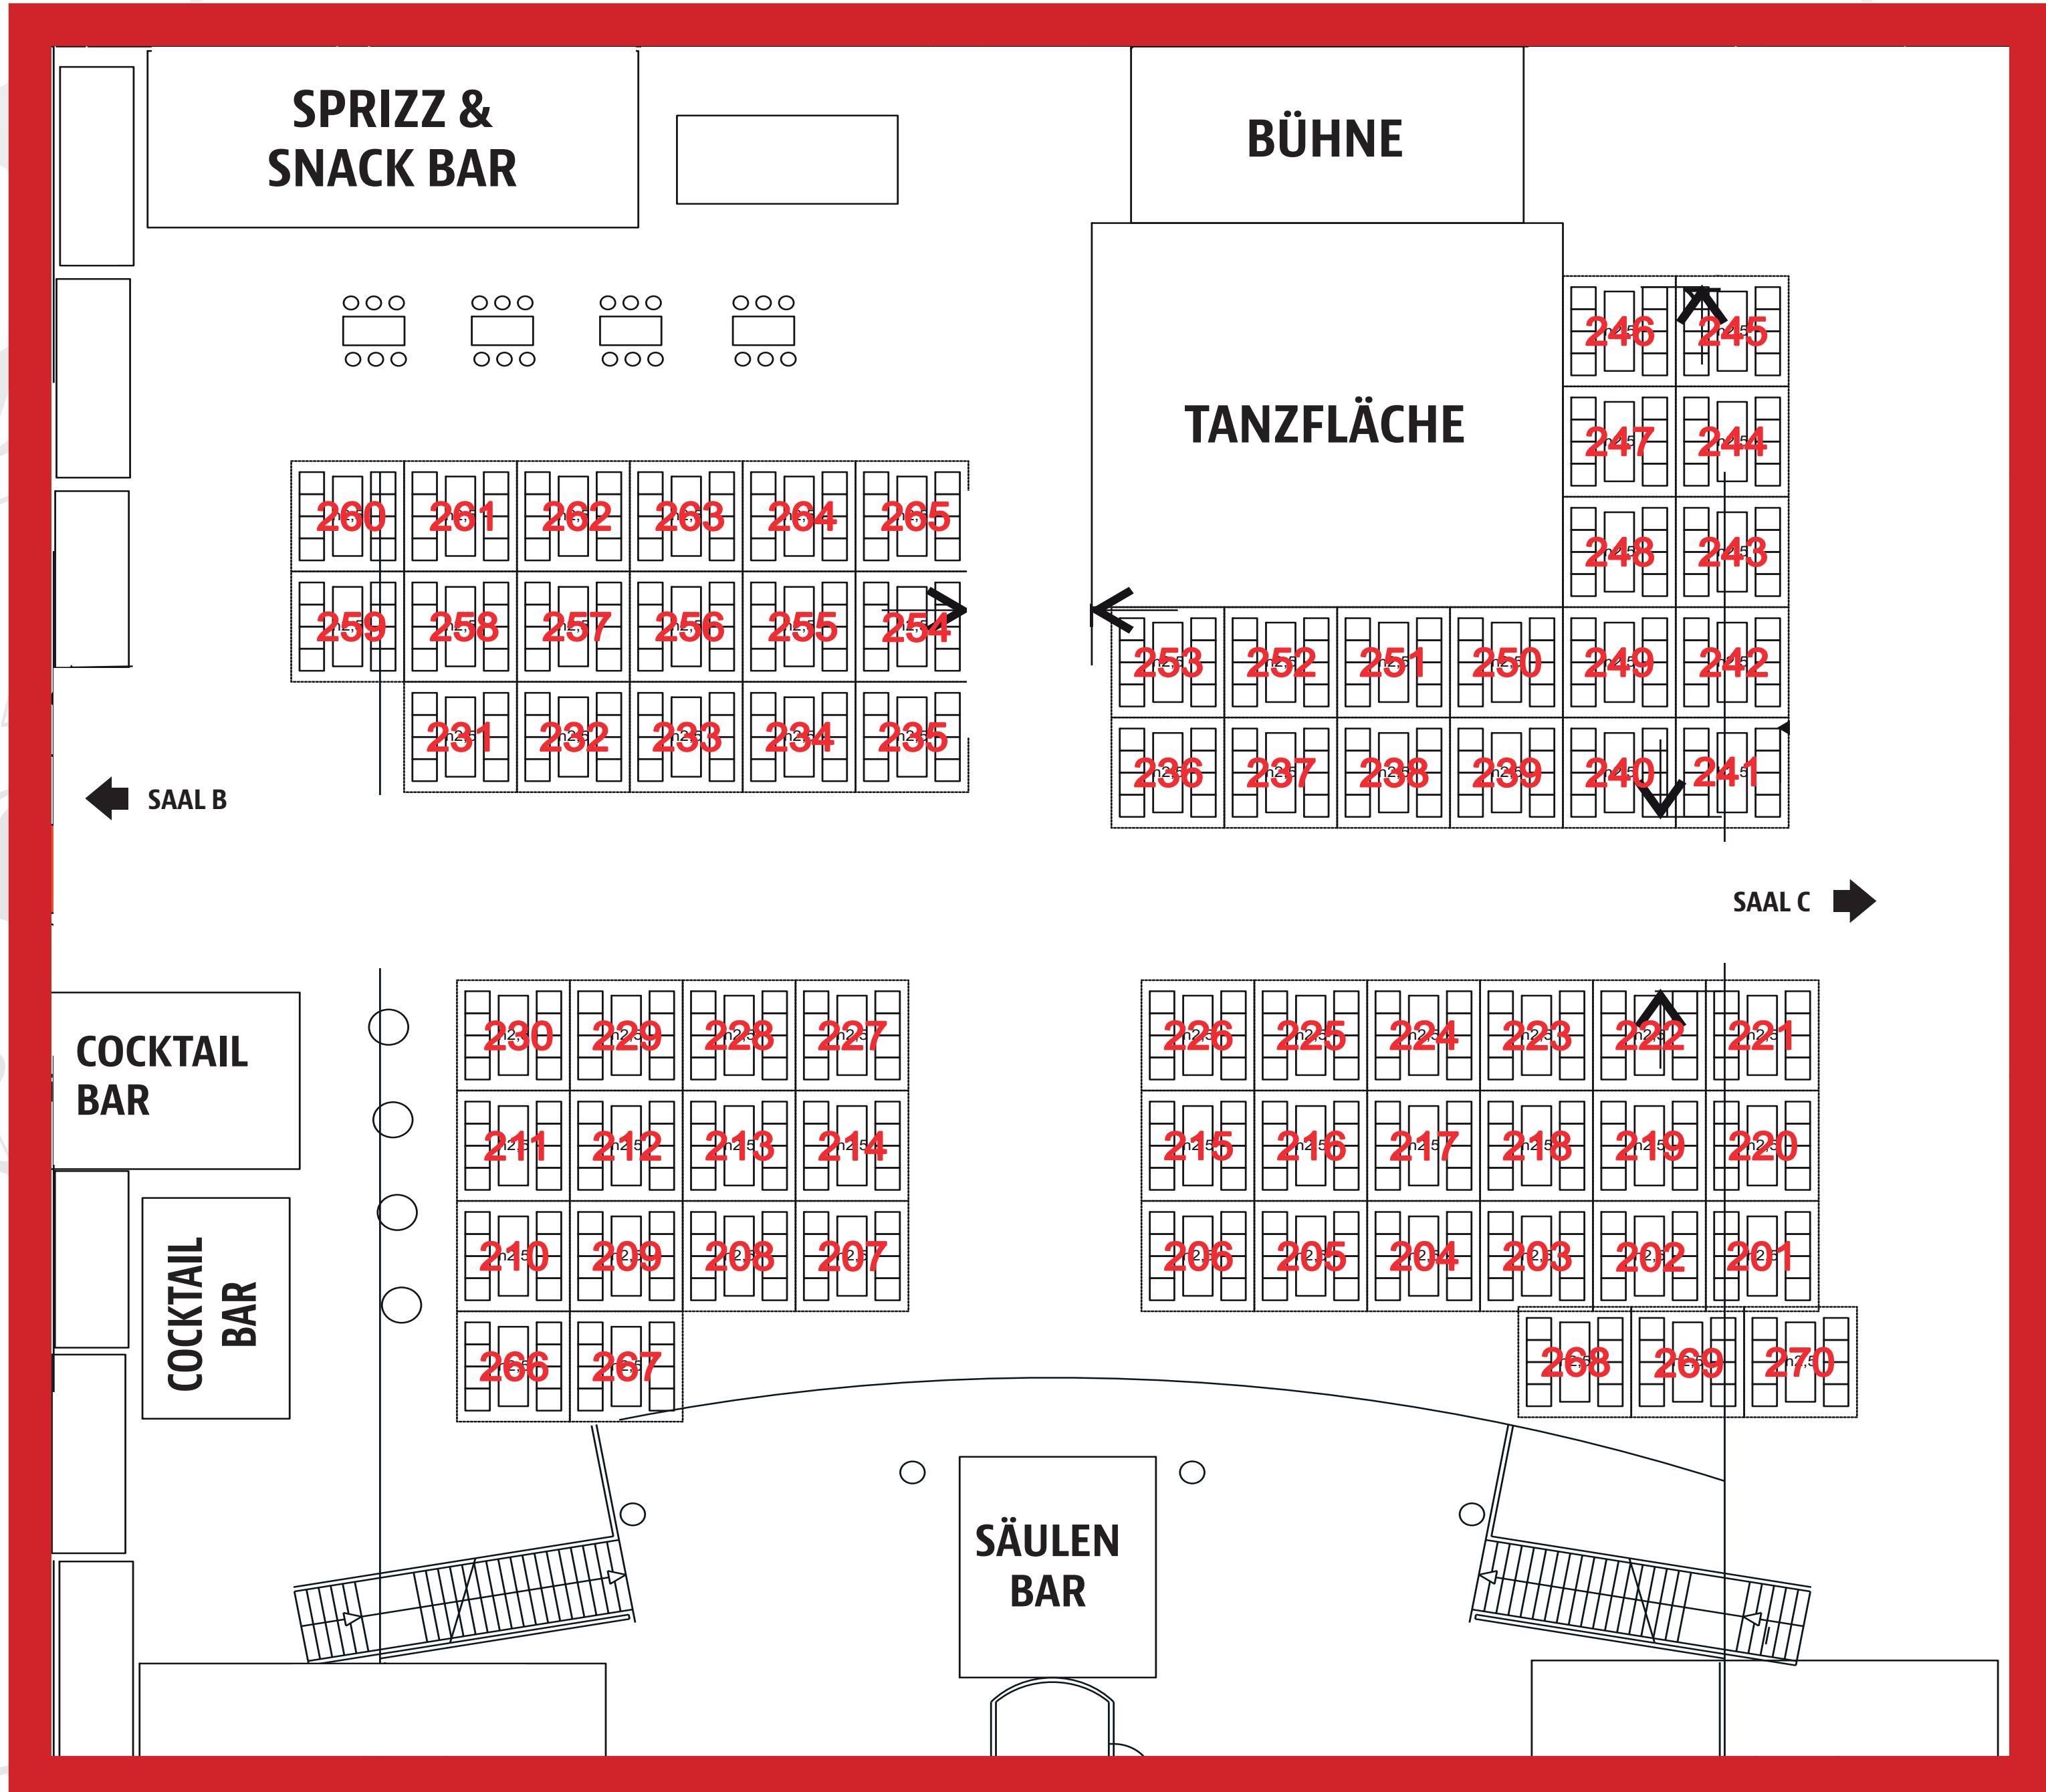 SPRIZZ &
SNACK BAR
BÜHNE
TANZFLÄCHE
246 245
247 244
248 243
260 261 262 263 264 265
259 258 257 256 255 254
231 232 233 234 235
253 252 251 250 249 242
236 237 238 239 240 241
SAAL B
SAAL C
COCKTAIL
BAR
COCKTAIL
BAR
230 229 228 227
211 212 213 214
210 209 208 207
266 267
226 225 224 223 222 221
215 216 217 218 219 220
206 205 204 203 202 201
268 269 270
SÄULEN
BAR